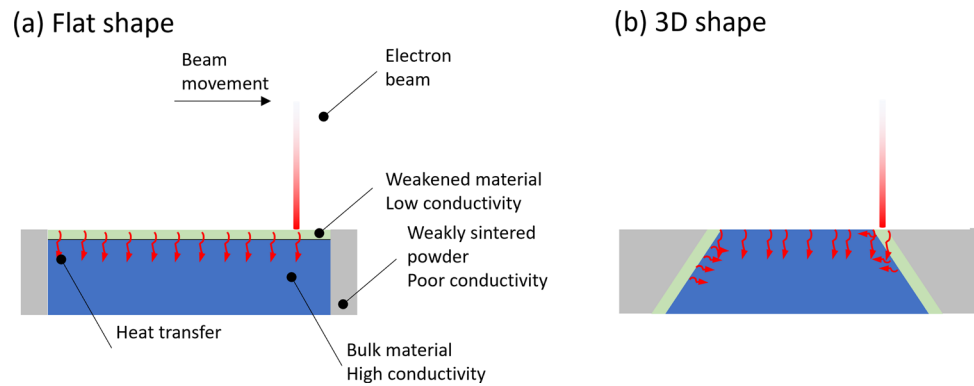 (a) Flat shape
(b) 3D shape
Beam
movement
Electron
beam
Weakened material
Low conductivity
Weakly sintered
powder
Poor conductivity
Heat transfer
Bulk material
High conductivity